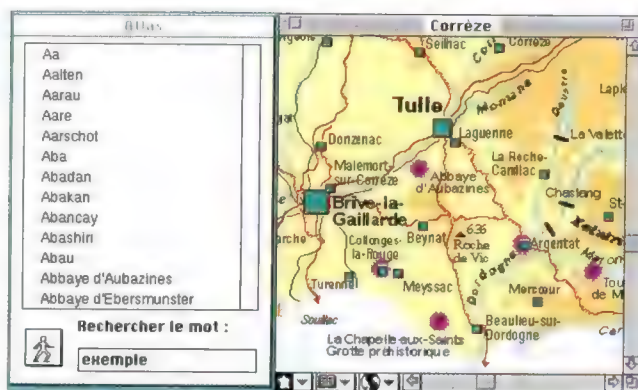 Atlas
Aa
Aalten
Aarau
Aare
Aarschot
Aba
Abadan
Abakan
Abancay
Abashiri
Abau
Abbaye d'Aubazines
Abbaye d'Ebersmunster
Rechercher le mot :
exemple
Corrèze
Seilhac
Corrèze
Tulle
Monane
Doustre
Laguenne
La Valette
Donzenac
La Roche-
Canillac
Malemort-
sur-Corrèze
Abbaye
d'Aubazines
Chastang
Brive-la-
Gaillarde
Collonges
-la-Rouge
Beynat
636
Roche
de Vic
Argentat
Dordogne
Turenne
Meyssac
Mercœur
Souillac
La Chapelle-aux-Saints
Grotte préhistorique
Beaulieu-sur-
Dordogne